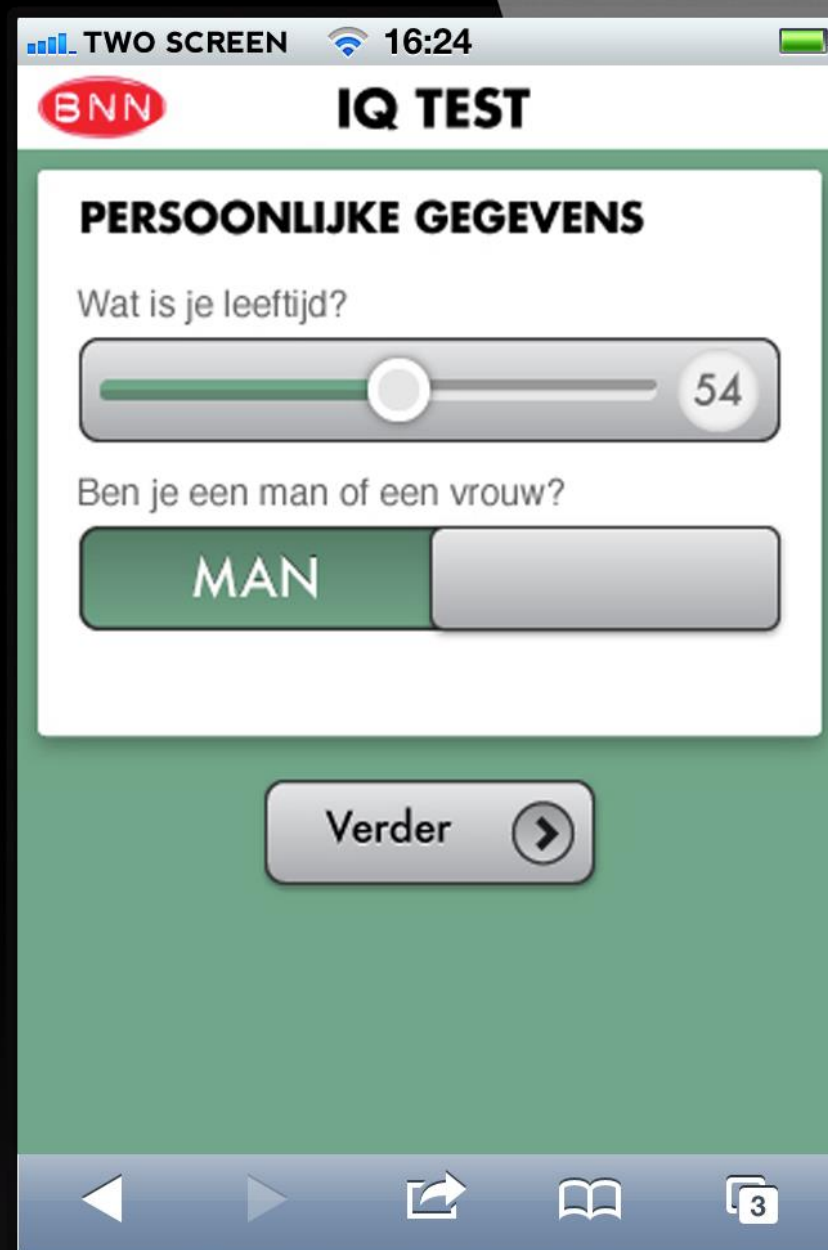 TWO SCREEN 16:24
BNN IQ TEST
PERSOONLIJKE GEGEVENS
Wat is je leeftijd?
54
Ben je een man of een vrouw?
MAN
Verder
3